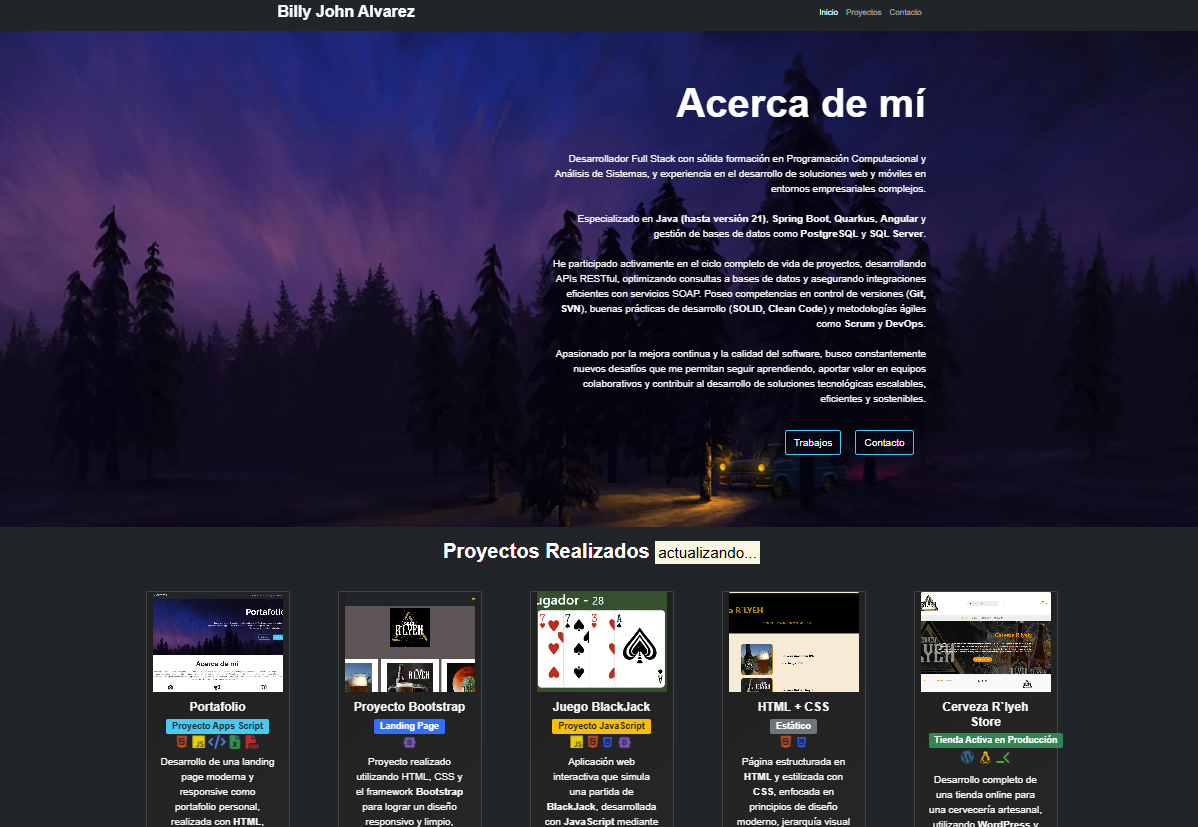 Billy John Alvarez
Inicio Proyectos Contacto
Acerca de mí
Desarrollador Full Stack con sólida formación en Programación Computacional y
Análisis de Sistemas, y experiencia en el desarrollo de soluciones web y móviles en
entornos empresariales complejos.
Especializado en Java (hasta versión 21), Spring Boot, Quarkus, Angular y
gestión de bases de datos como PostgreSQL y SQL Server.
He participado activamente en el ciclo completo de vida de proyectos, desarrollando
APIs RESTful, optimizando consultas a bases de datos y asegurando integraciones
eficientes con servicios SOAP. Poseo competencias en control de versiones (Git,
SVN), buenas prácticas de desarrollo (SOLID, Clean Code) y metodologías ágiles
como Scrum y DevOps.
Apasionado por la mejora continua y la calidad del software, busco constantemente
nuevos desafíos que me permitan seguir aprendiendo, aportar valor en equipos
colaborativos y contribuir al desarrollo de soluciones tecnológicas escalables,
eficientes y sostenibles.
Trabajos Contacto
Proyectos Realizados actualizando...
Portafolio
Acerca de mí
Portafolio
Proyecto Apps Script
JS
Desarrollo de una landing
page moderna y
responsive como
portafolio personal,
realizada con HTML,
R'LYEH
R'LYEH
Proyecto Bootstrap
Landing Page
B
Proyecto realizado
utilizando HTML, CSS y
el framework Bootstrap
para lograr un diseño
responsivo y limpio,
ugador - 28
7 7 3 A
Juego BlackJack
Proyecto JavaScript
JS
Aplicación web
interactiva que simula
una partida de
BlackJack, desarrollada
con JavaScript mediante
a R'LYEH
HTML + CSS
Estático
Página estructurada en
HTML y estilizada con
CSS, enfocada en
principios de diseño
moderno, jerarquía visual
Cerveza R'lyeh
Cerveza R`lyeh
Store
Tienda Activa en Producción
Desarrollo completo de
una tienda online para
una cervecería artesanal,
utilizando WordPress y